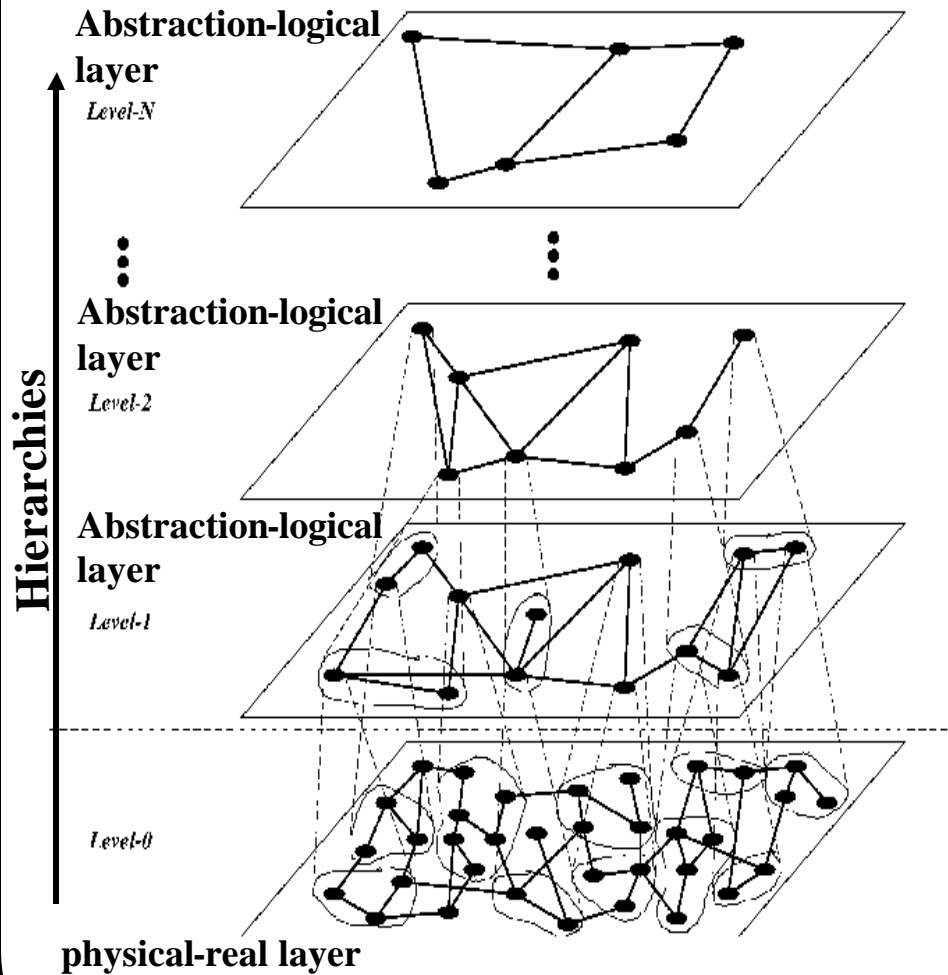 Abstraction-logical
layer
Level-N
Abstraction-logical
layer
Level-2
Hierarchies
Abstraction-logical
layer
Level-1
Level-0
physical-real layer